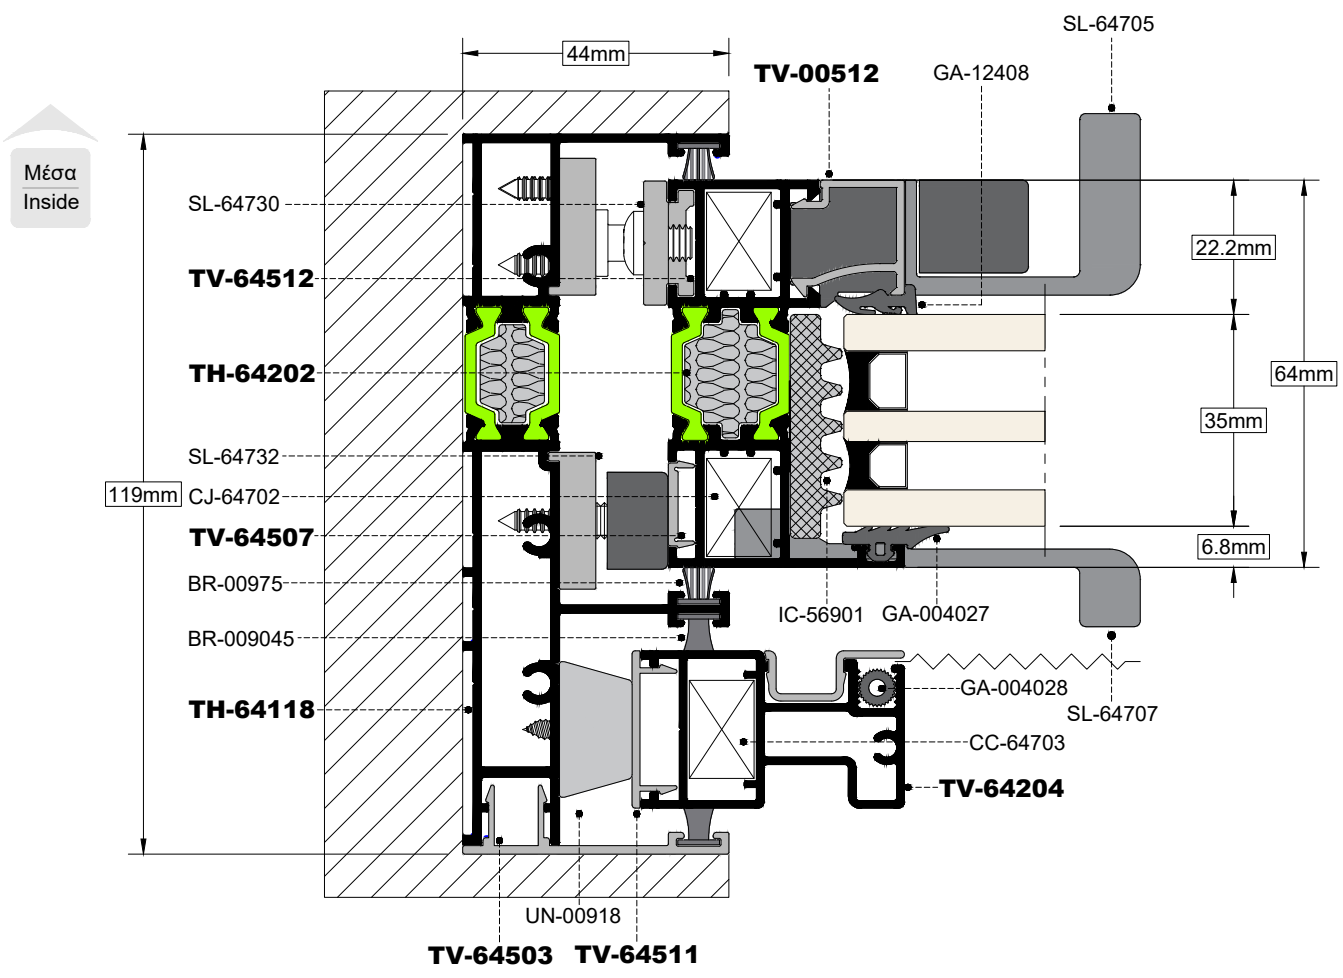 SL-64705
44mm
TV-00512
GA-12408
Μέσα
Inside
SL-64730
22.2mm
TV-64512
TH-64202
64mm
35mm
SL-64732
119mm
CJ-64702
TV-64507
6.8mm
BR-00975
IC-56901
GA-004027
BR-009045
GA-004028
TH-64118
SL-64707
CC-64703
TV-64204
UN-00918
TV-64503
TV-64511